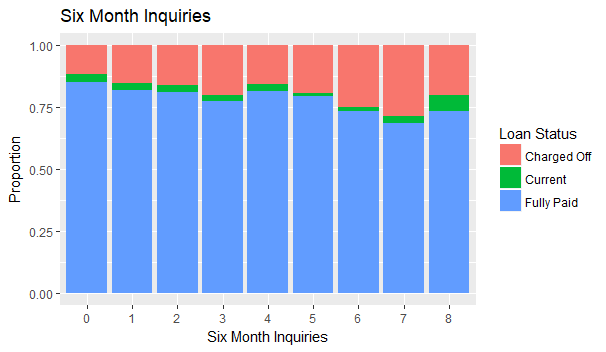 Six Month Inquiries
1.00
0.75
0.50
0.25
0.00
Proportion
0 1 2 3 4 5 6 7 8
Six Month Inquiries
Loan Status
Charged Off
Current
Fully Paid